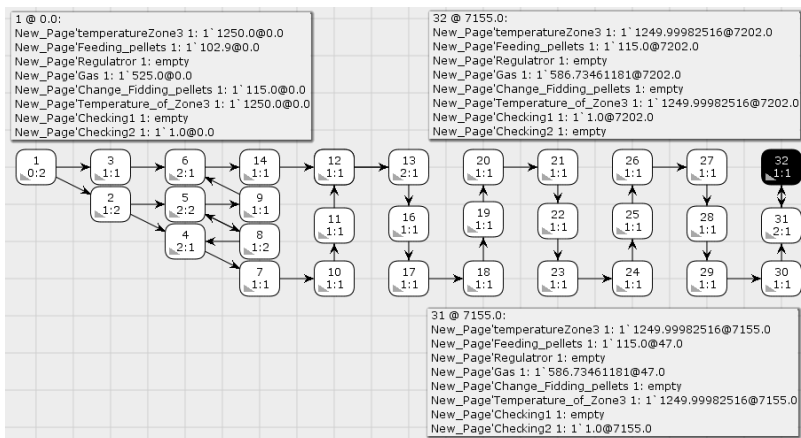 1 @ 0.0:
New_Page'temperatureZone3 1: 1`1250.0@0.0
New_Page'Feeding_pellets 1: 1`102.9@0.0
New_Page'Regulatror 1: empty
New_Page'Gas 1: 1`525.0@0.0
New_Page'Change_Fidding_pellets 1: 1`115.0@0.0
New_Page'Temperature_of_Zone3 1: 1`1250.0@0.0
New_Page'Checking1 1: empty
New_Page'Checking2 1: 1`1.0@0.0
32 @ 7155.0:
New_Page'temperatureZone3 1: 1`1249.99982516@7202.0
New_Page'Feeding_pellets 1: 1`115.0@7202.0
New_Page'Regulatror 1: empty
New_Page'Gas 1: 1`586.73461181@7202.0
New_Page'Change_Fidding_pellets 1: empty
New_Page'Temperature_of_Zone3 1: 1`1249.99982516@7202.0
New_Page'Checking1 1: 1`1.0@7202.0
New_Page'Checking2 1: empty
1
0:2
3
1:1
6
2:1
14
1:1
12
1:1
13
2:1
20
1:1
21
1:1
26
1:1
27
1:1
32
1:1
2
1:2
5
2:2
9
1:1
11
1:1
16
1:1
19
1:1
22
1:1
25
1:1
28
1:1
31
2:1
4
2:1
8
1:2
7
1:1
10
1:1
17
1:1
18
1:1
23
1:1
24
1:1
29
1:1
30
1:1
31 @ 7155.0:
New_Page'temperatureZone3 1: 1`1249.99982516@7155.0
New_Page'Feeding_pellets 1: 1`115.0@47.0
New_Page'Regulatror 1: empty
New_Page'Gas 1: 1`586.73461181@47.0
New_Page'Change_Fidding_pellets 1: empty
New_Page'Temperature_of_Zone3 1: 1`1249.99982516@7155.0
New_Page'Checking1 1: empty
New_Page'Checking2 1: 1`1.0@7155.0